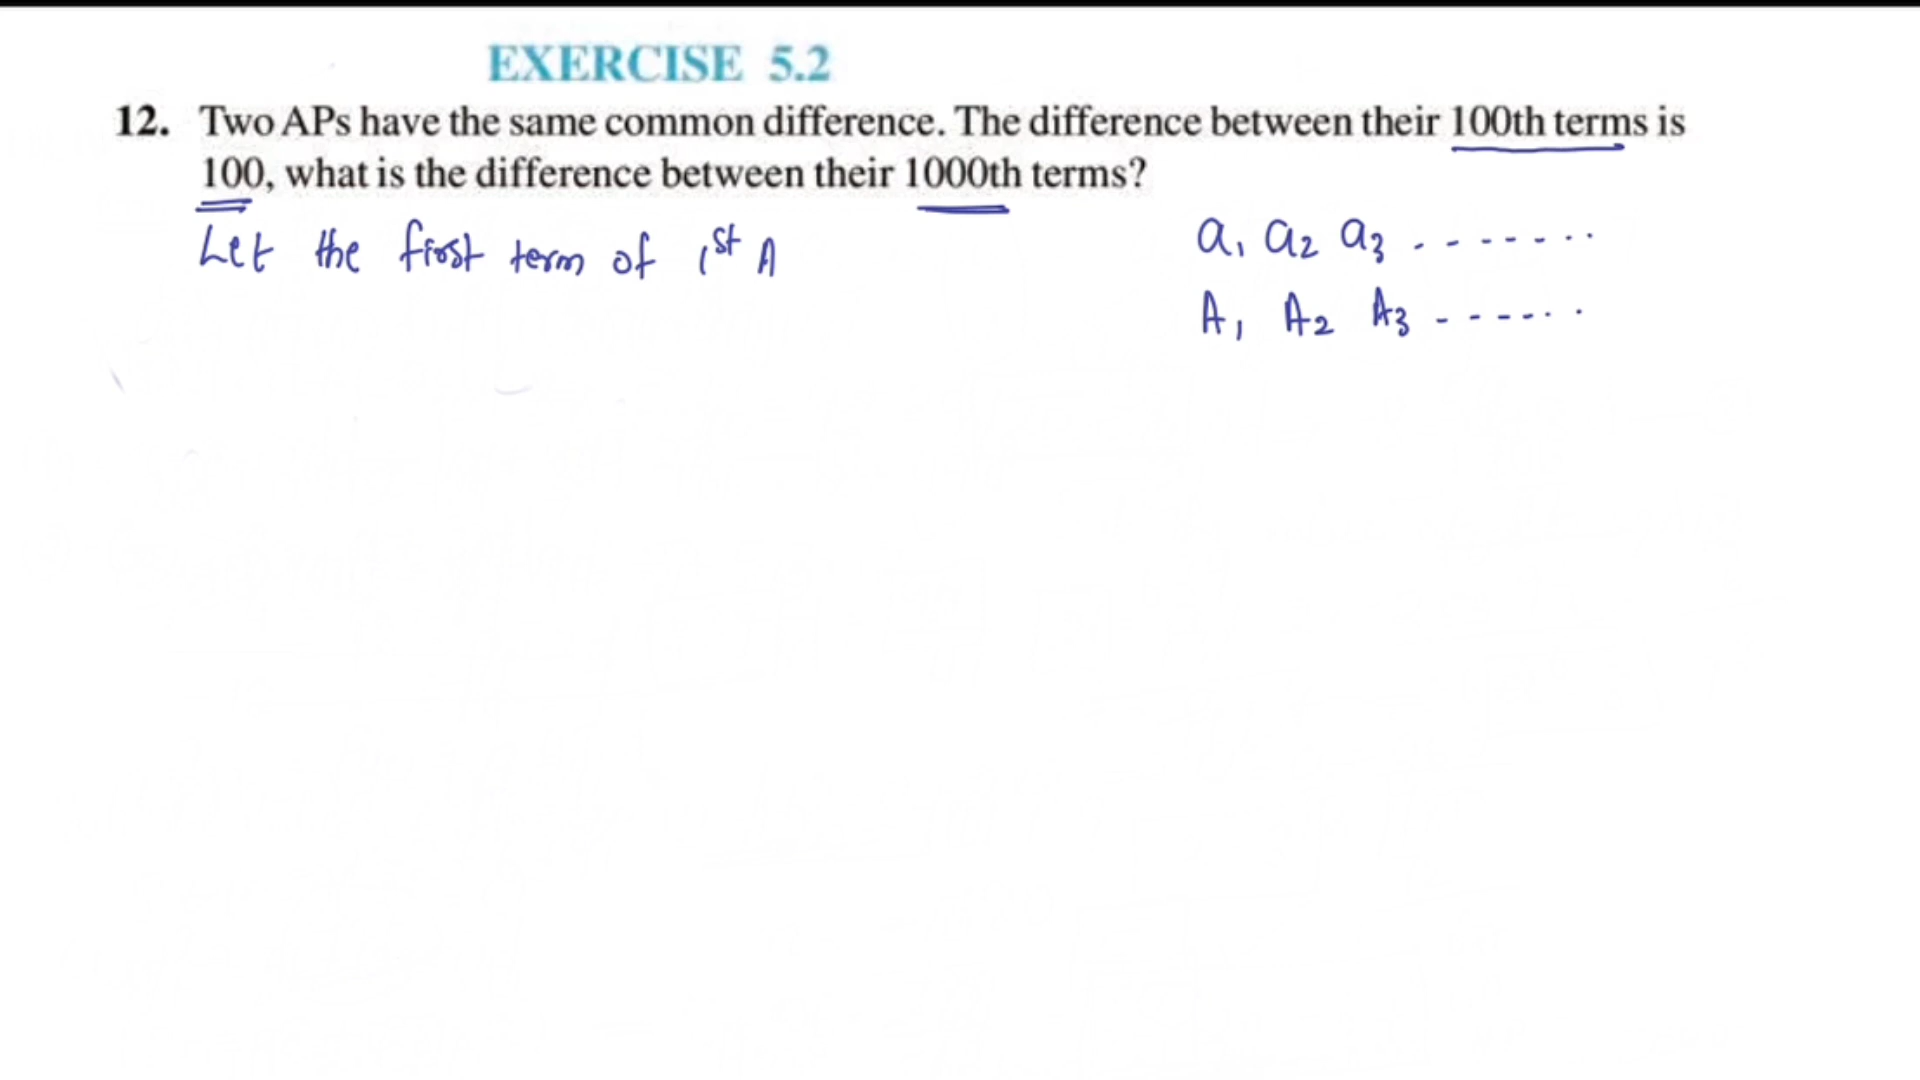 EXERCISE 5.2
12. Two APs have the same common difference. The difference between their 100th terms is
100, what is the difference between their 1000th terms?
Let the first term of 1st A
a1 a2 a3 - - - - - - - -
A1 A2 A3 - - - - - - -